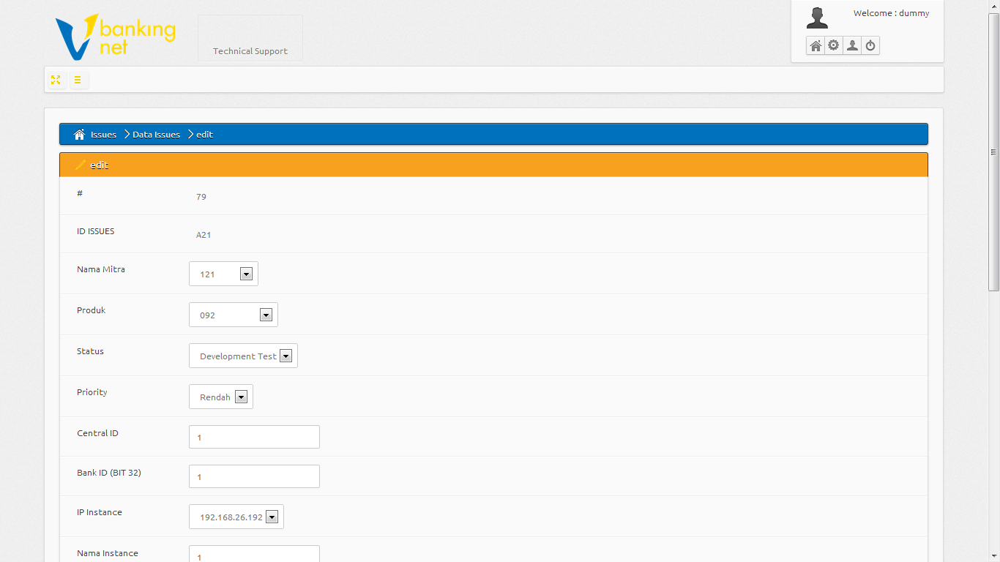 banking
net
Technical Support
Welcome : dummy
Issues Data Issues edit
edit
# 79
ID ISSUES A21
Nama Mitra 121
Produk 092
Status Development Test
Priority Rendah
Central ID 1
Bank ID (BIT 32) 1
IP Instance 192.168.26.192
Nama Instance 1